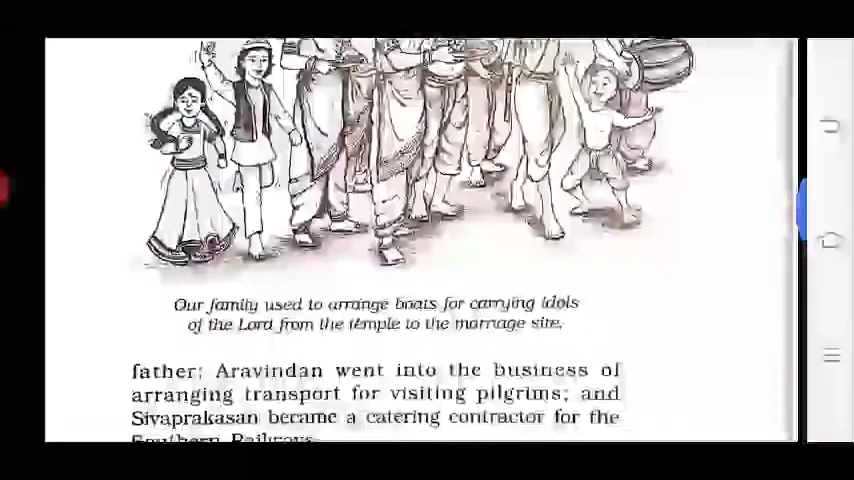 Our family used to arrange boats for carrying idols
of the Lord from the temple to the marriage site.
father; Aravindan went into the business of
arranging transport for visiting pilgrims; and
Sivaprakasan became a catering contractor for the
Southern Railways.